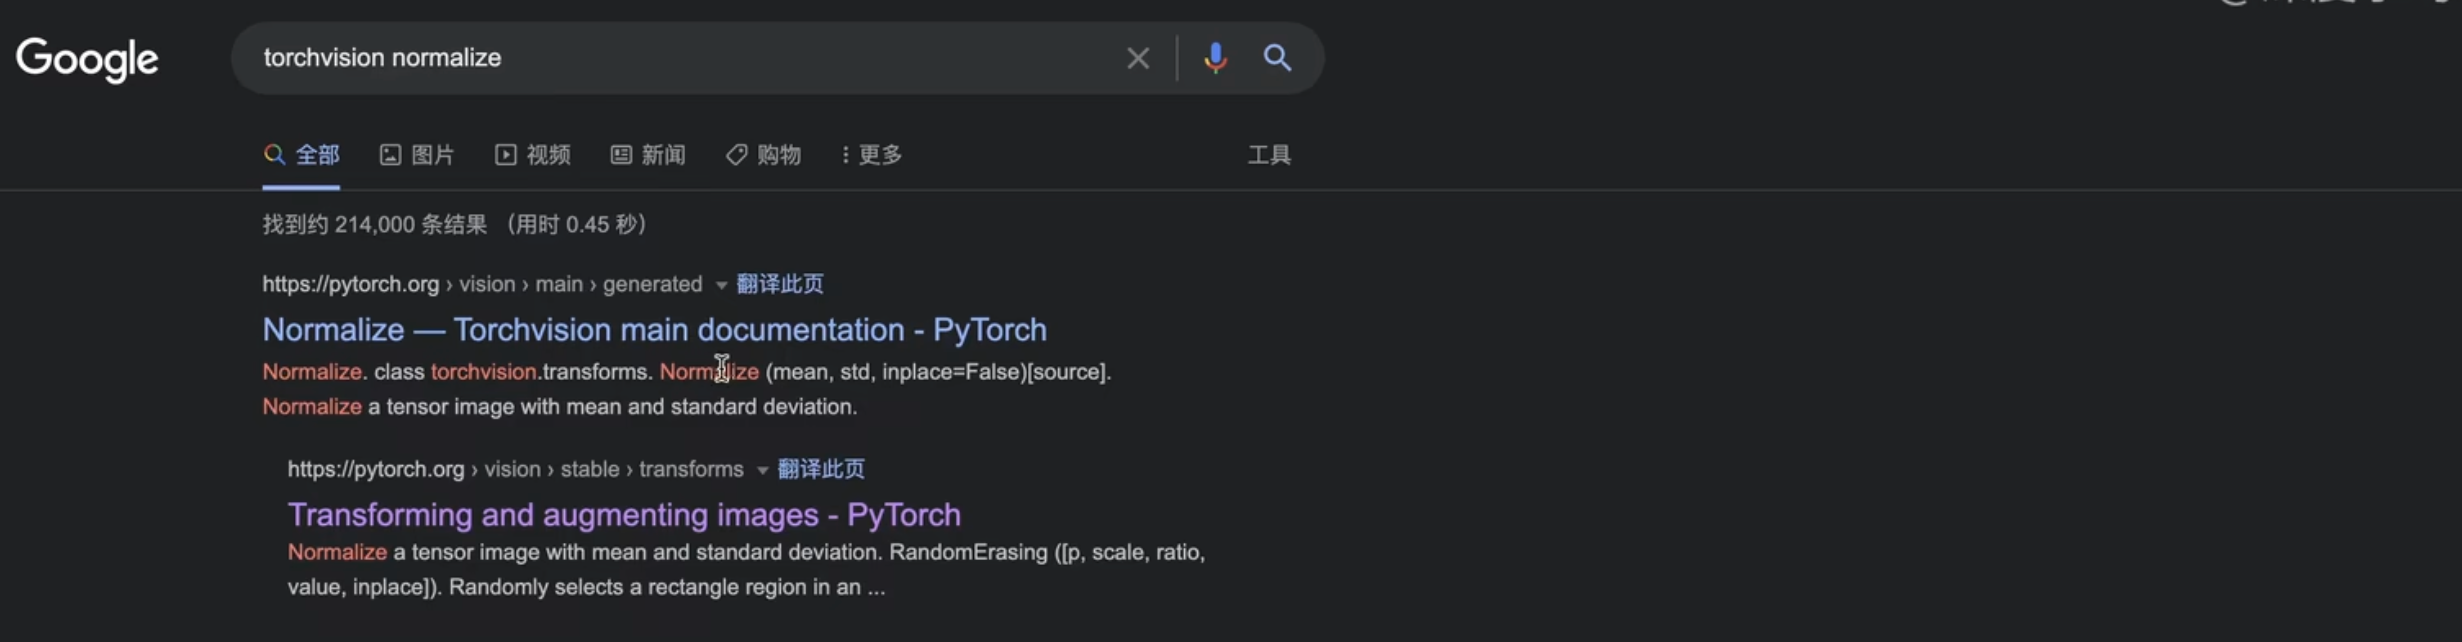 Google
torchvision normalize
全部 图片 视频 新闻 购物 更多 工具
找到约 214,000 条结果 （用时 0.45 秒）
https://pytorch.org › vision › main › generated 翻译此页
Normalize — Torchvision main documentation - PyTorch
Normalize. class torchvision.transforms. Normalize (mean, std, inplace=False)[source].
Normalize a tensor image with mean and standard deviation.
https://pytorch.org › vision › stable › transforms 翻译此页
Transforming and augmenting images - PyTorch
Normalize a tensor image with mean and standard deviation. RandomErasing ([p, scale, ratio,
value, inplace]). Randomly selects a rectangle region in an ...